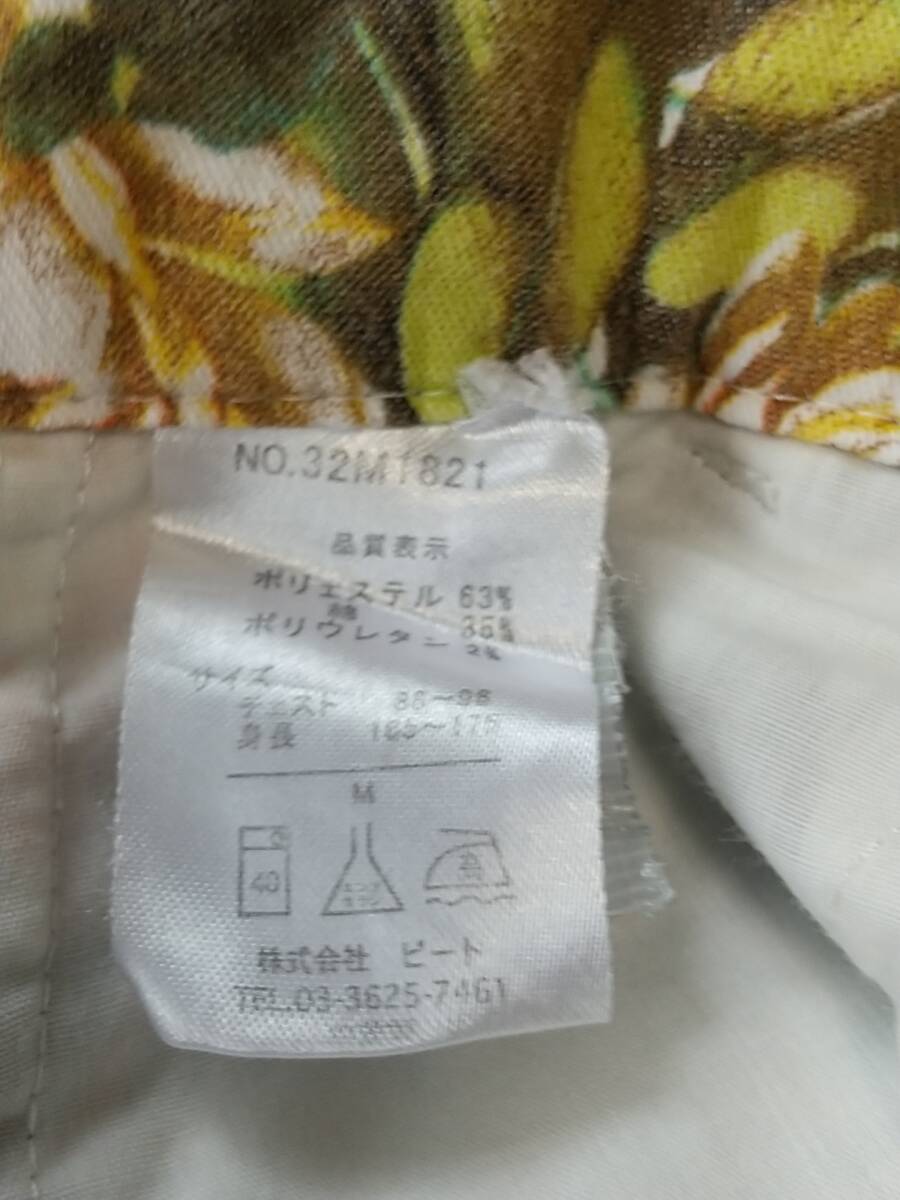 NO.32M1821
品質表示
ポリエステル 63%
綿 35%
ポリウレタン 2%
サイズ
チェスト 88〜96
身長 165〜175
M
40
高
株式会社 ビート
TEL.03-3625-7461